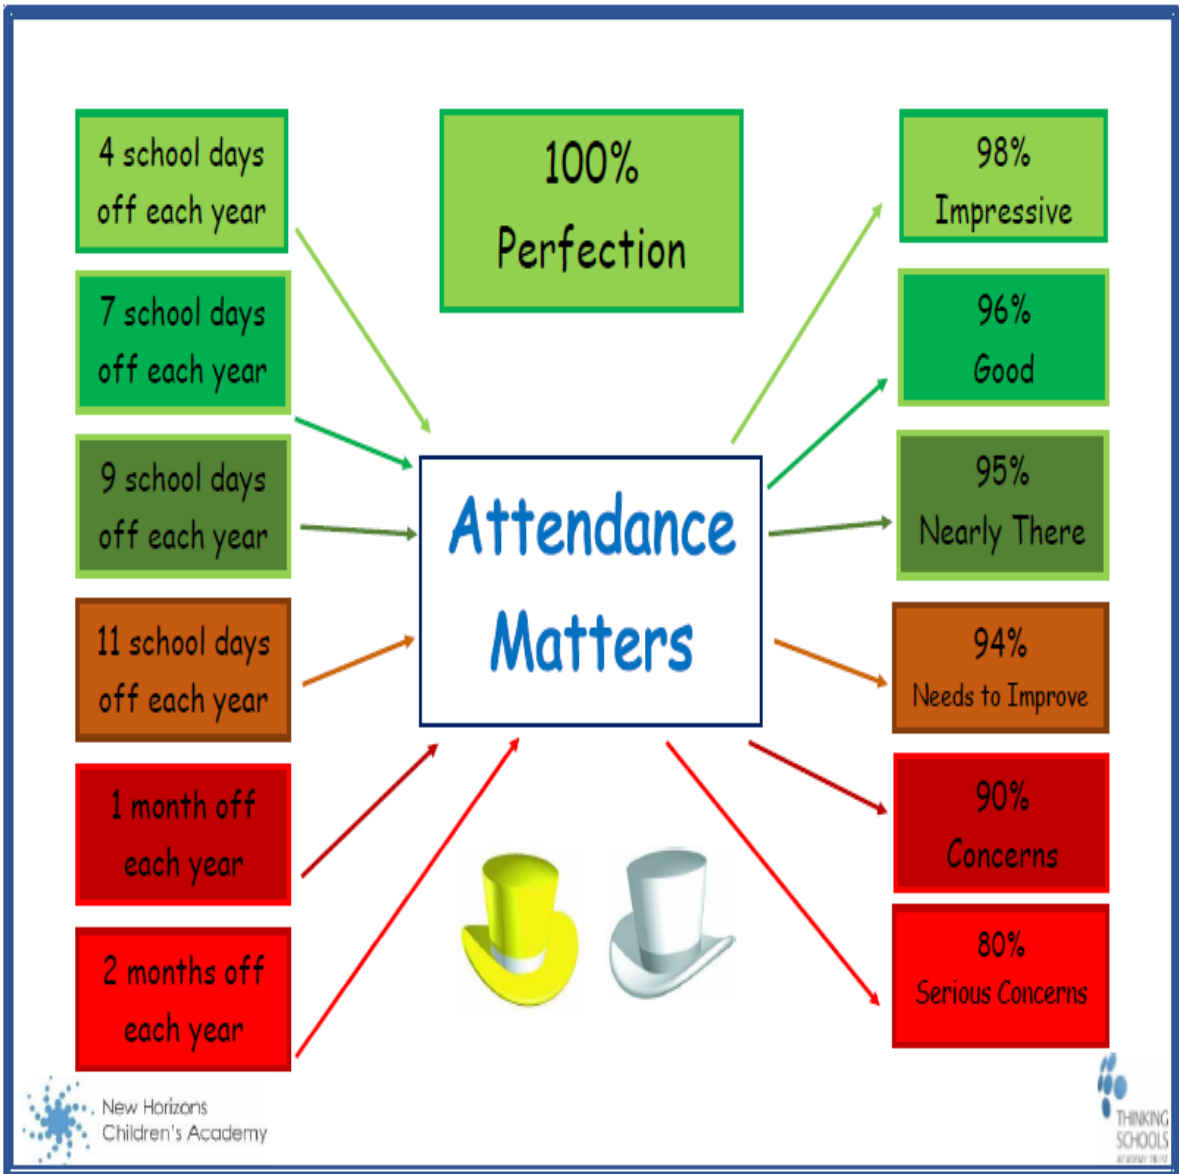 4 school days
off each year
7 school days
off each year
9 school days
off each year
11 school days
off each year
1 month off
each year
2 months off
each year
100%
Perfection
Attendance
Matters
98%
Impressive
96%
Good
95%
Nearly There
94%
Needs to Improve
90%
Concerns
80%
Serious Concerns
New Horizons
Children's Academy
THINKING
SCHOOLS
ACADEMY TRUST